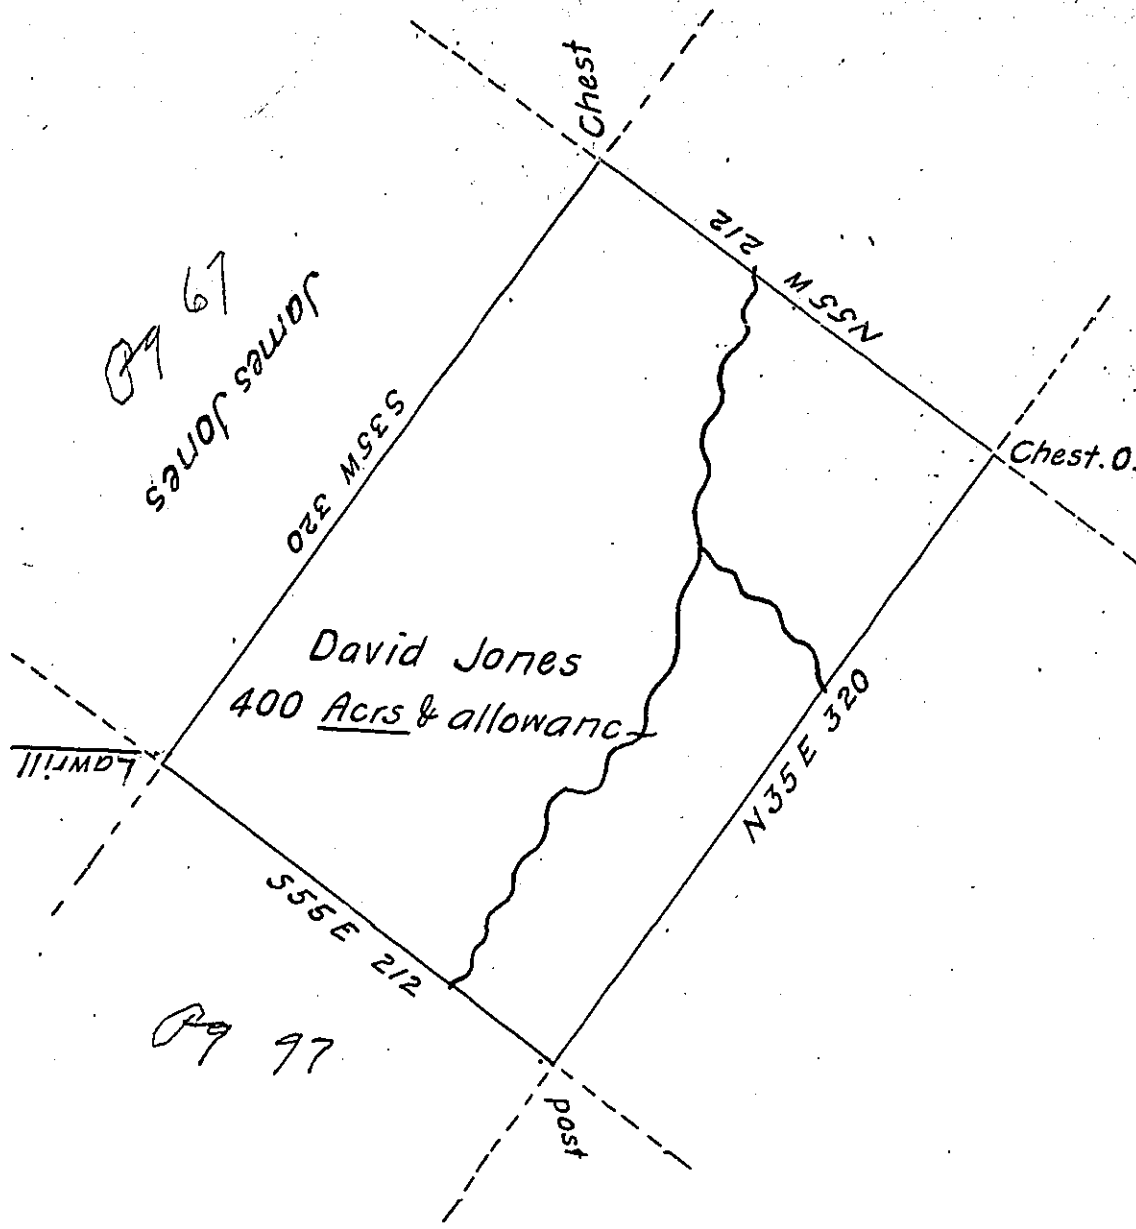 Chest
212
N55W
Pg 67
James Jones
S35W 320
Chest. O.
David Jones
400 Acrs & allowanc
N35E 320
Lawrill
S55E 212
Pg 97
post